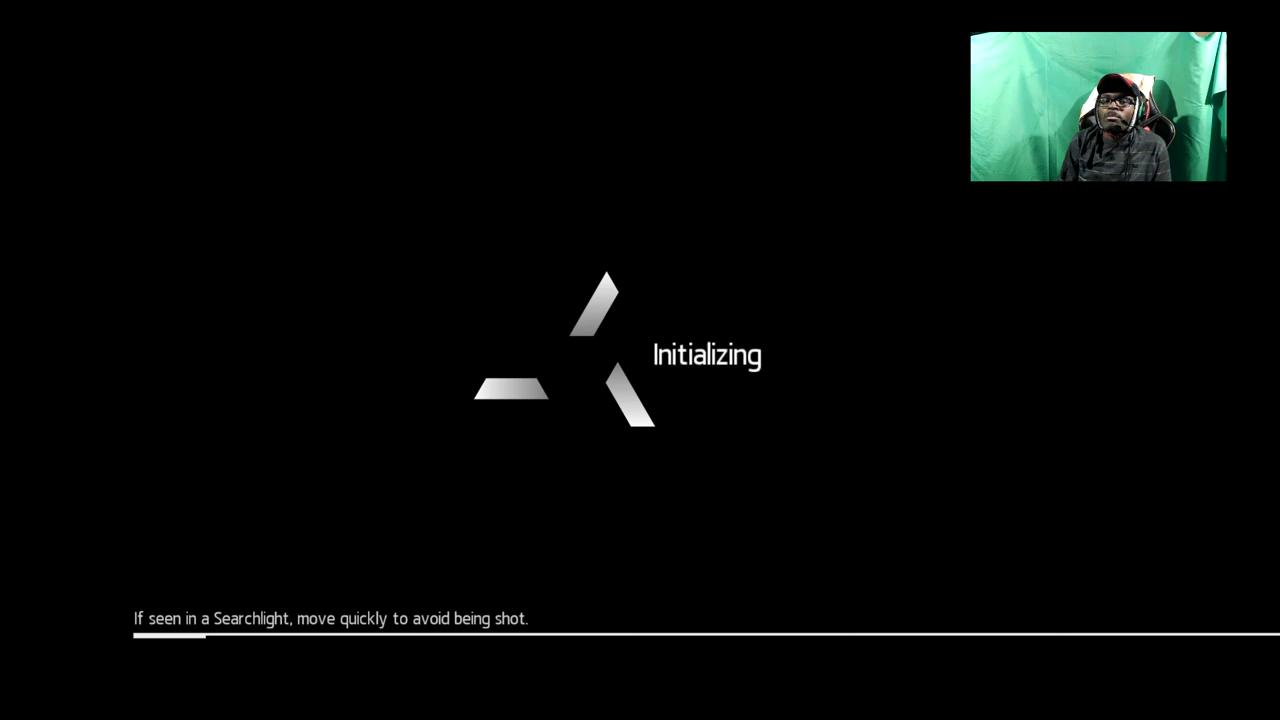 Initializing
If seen in a Searchlight, move quickly to avoid being shot.